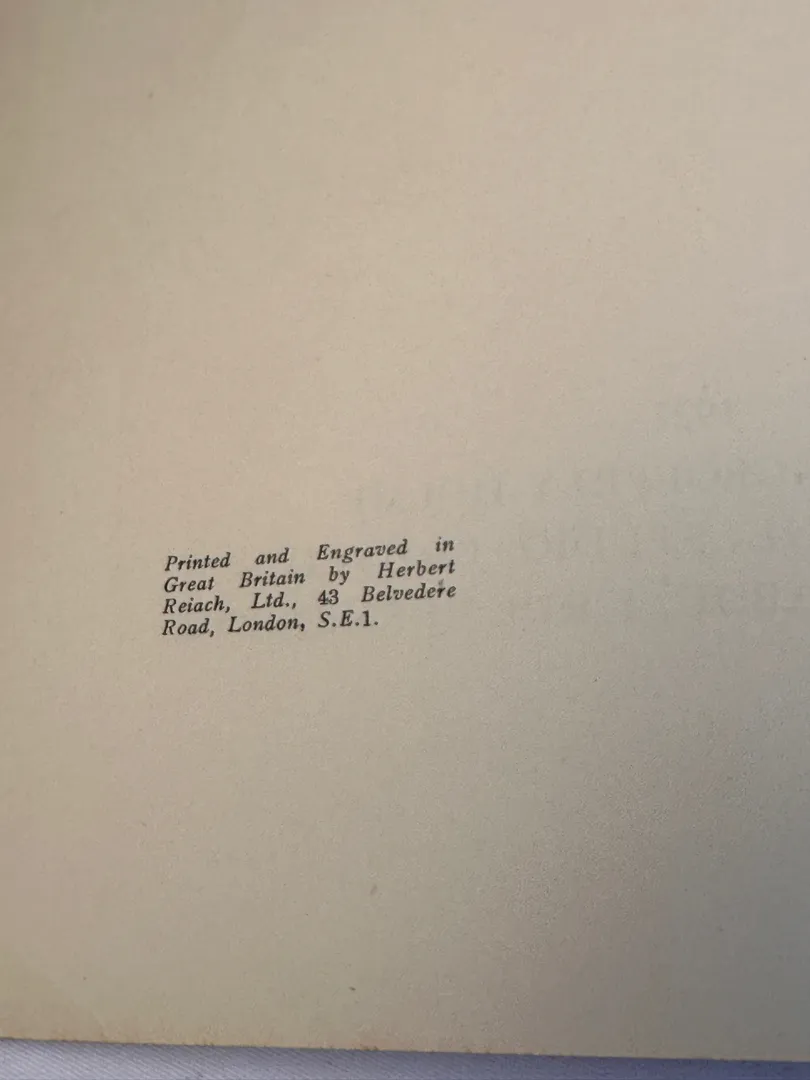 Printed and Engraved in
Great Britain by Herbert
Reiach, Ltd., 43 Belvedere
Road, London, S.E.1.